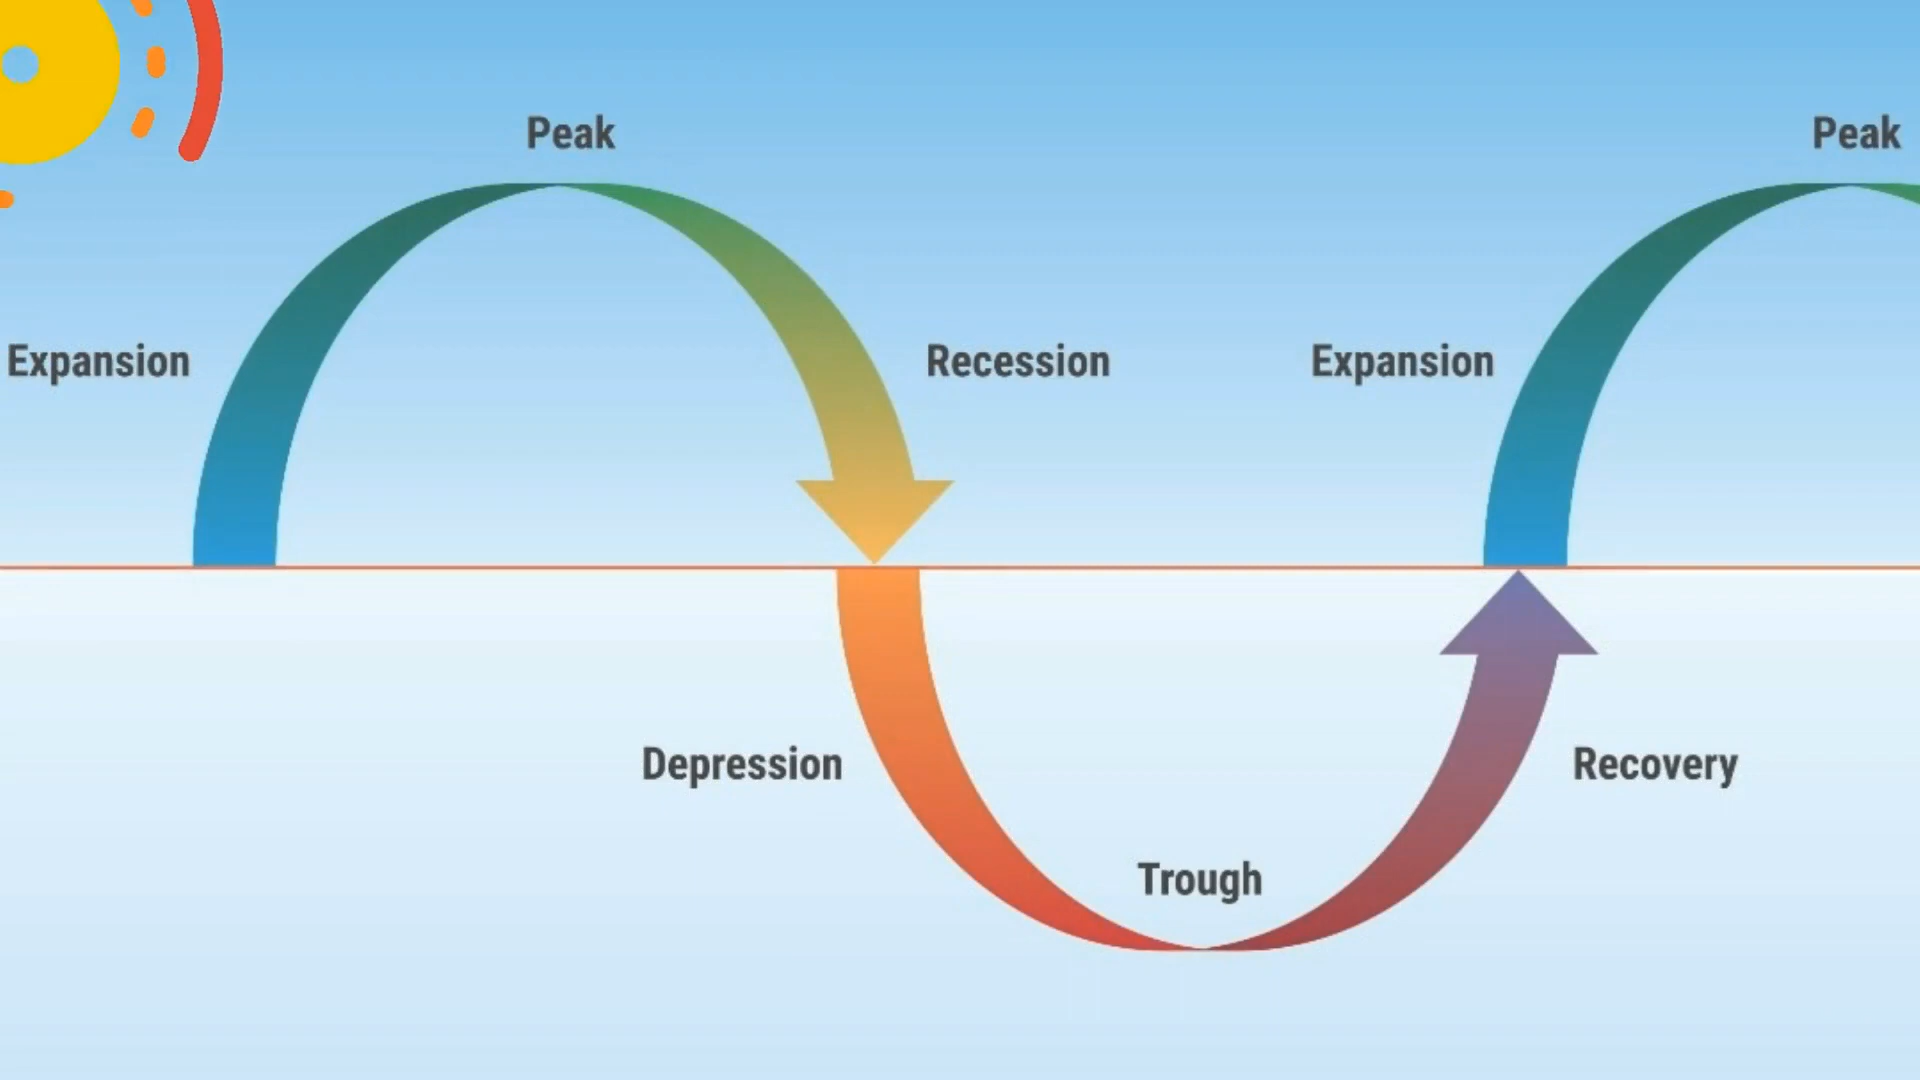 Peak
Peak
Expansion
Recession
Expansion
Depression
Recovery
Trough